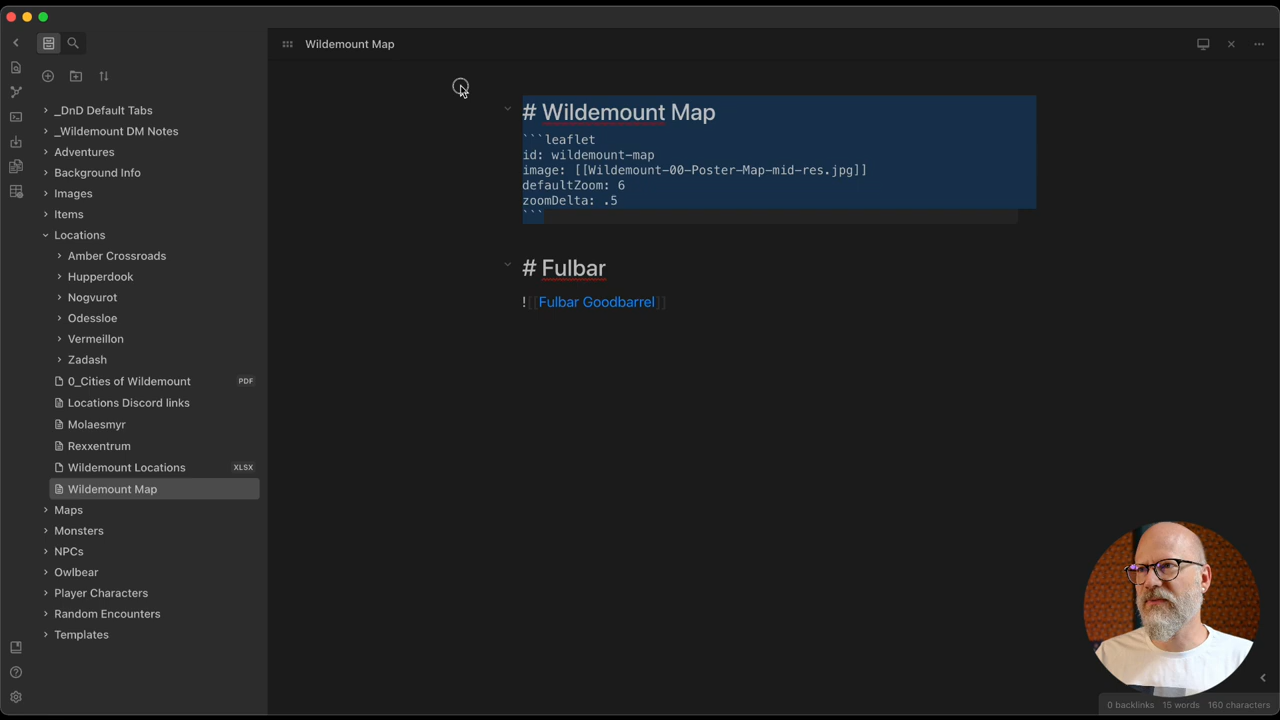 Wildemount Map
_DnD Default Tabs
_Wildemount DM Notes
Adventures
Background Info
Images
Items
Locations
Amber Crossroads
Hupperdook
Nogvurot
Odessloe
Vermeillon
Zadash
0_Cities of Wildemount PDF
Locations Discord links
Molaesmyr
Rexxentrum
Wildemount Locations XLSX
Wildemount Map
Maps
Monsters
NPCs
Owlbear
Player Characters
Random Encounters
Templates
# Wildemount Map
```leaflet
id: wildemount-map
image: [[Wildemount-00-Poster-Map-mid-res.jpg]]
defaultZoom: 6
zoomDelta: .5
```
# Fulbar
![[Fulbar Goodbarrel]]
0 backlinks 15 words 160 characters